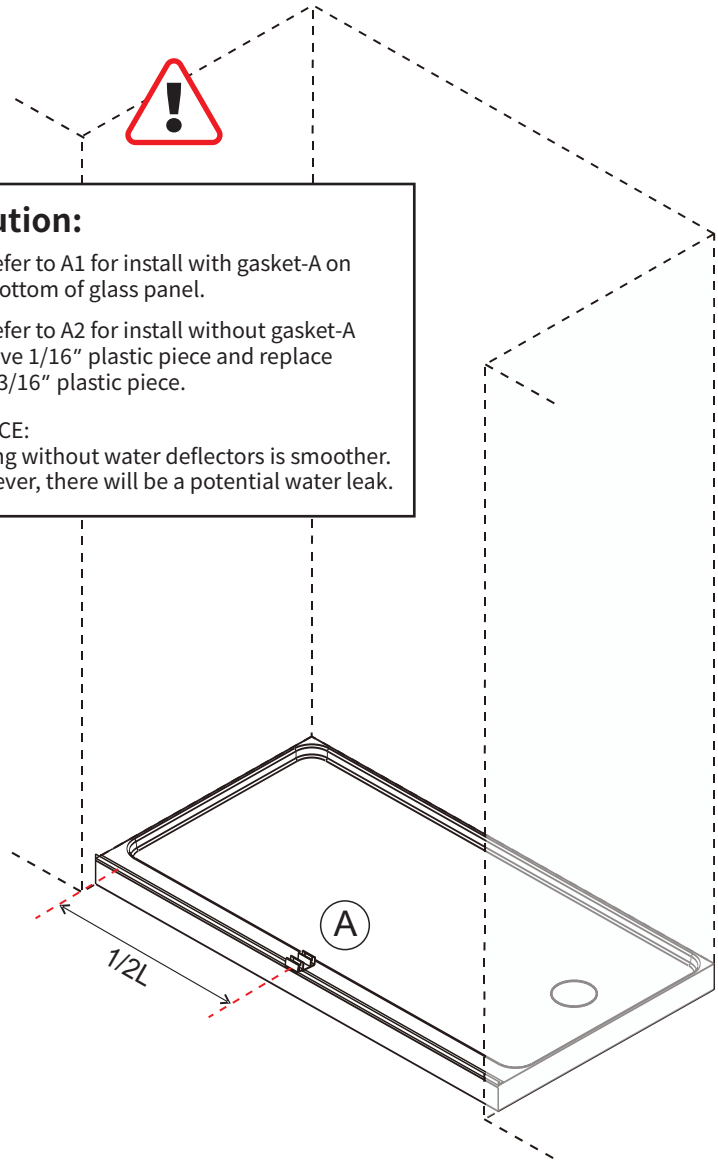 ution:
efer to A1 for install with gasket-A on
ottom of glass panel.
efer to A2 for install without gasket-A
ve 1/16″ plastic piece and replace
3/16″ plastic piece.
CE:
ng without water deflectors is smoother.
ever, there will be a potential water leak.
A
1/2L